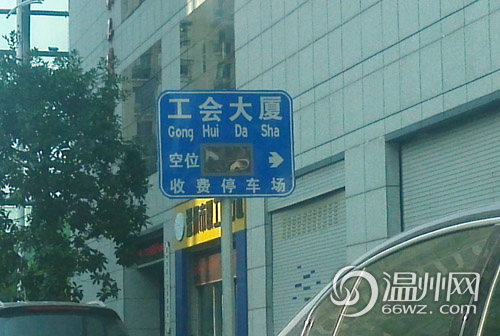 工会大厦
Gong Hui Da Sha
空位
收费停车场
温州网
66wz.com